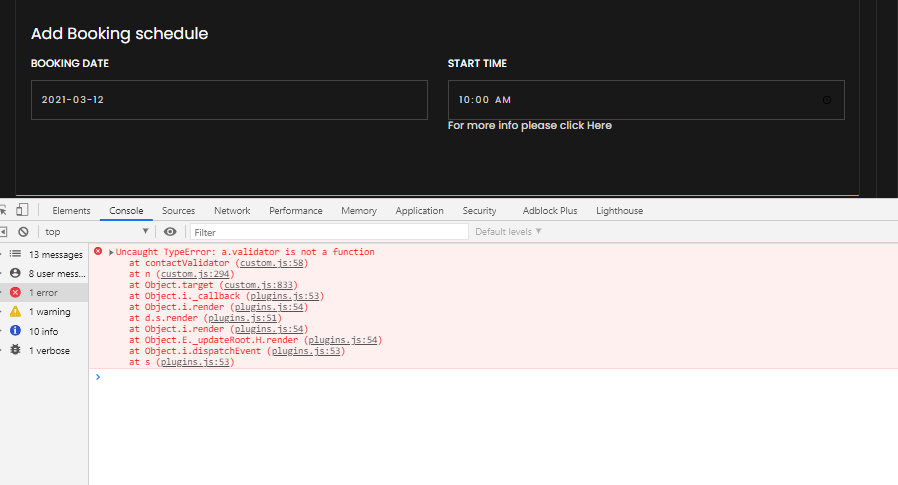 Add Booking schedule
BOOKING DATE
START TIME
2021-03-12
10:00 AM
For more info please click Here
Elements Console Sources Network Performance Memory Application Security Adblock Plus Lighthouse
top Filter Default levels
13 messages
8 user mess...
1 error
1 warning
10 info
1 verbose
Uncaught TypeError: a.validator is not a function
at contactValidator (custom.js:58)
at n (custom.js:294)
at Object.target (custom.js:833)
at Object.i._callback (plugins.js:53)
at Object.i.render (plugins.js:54)
at d.s.render (plugins.js:51)
at Object.i.render (plugins.js:54)
at Object.E._updateRoot.H.render (plugins.js:54)
at Object.i.dispatchEvent (plugins.js:53)
at s (plugins.js:53)